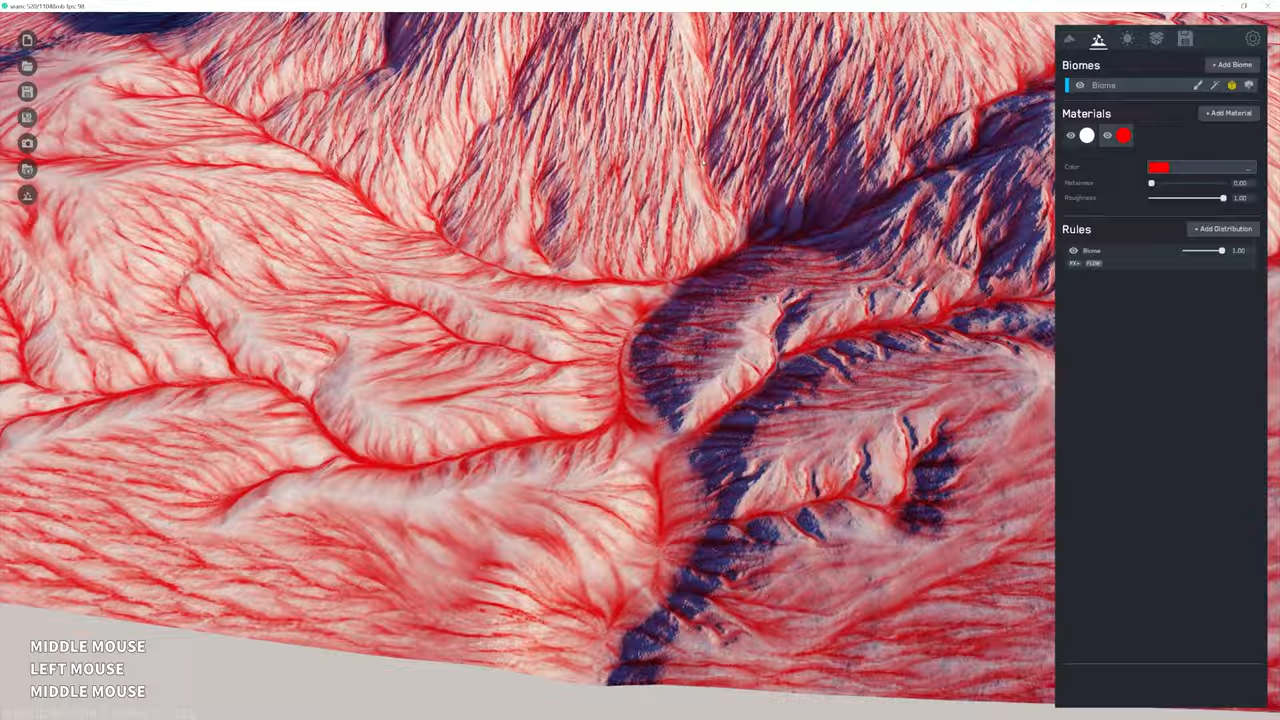 Biomes
+ Add Biome
Biome
Materials
+ Add Material
Color
...
Metalness
0.00
Roughness
1.00
Rules
+ Add Distribution
Biome
1.00
FX+ FLOW
MIDDLE MOUSE
LEFT MOUSE
MIDDLE MOUSE